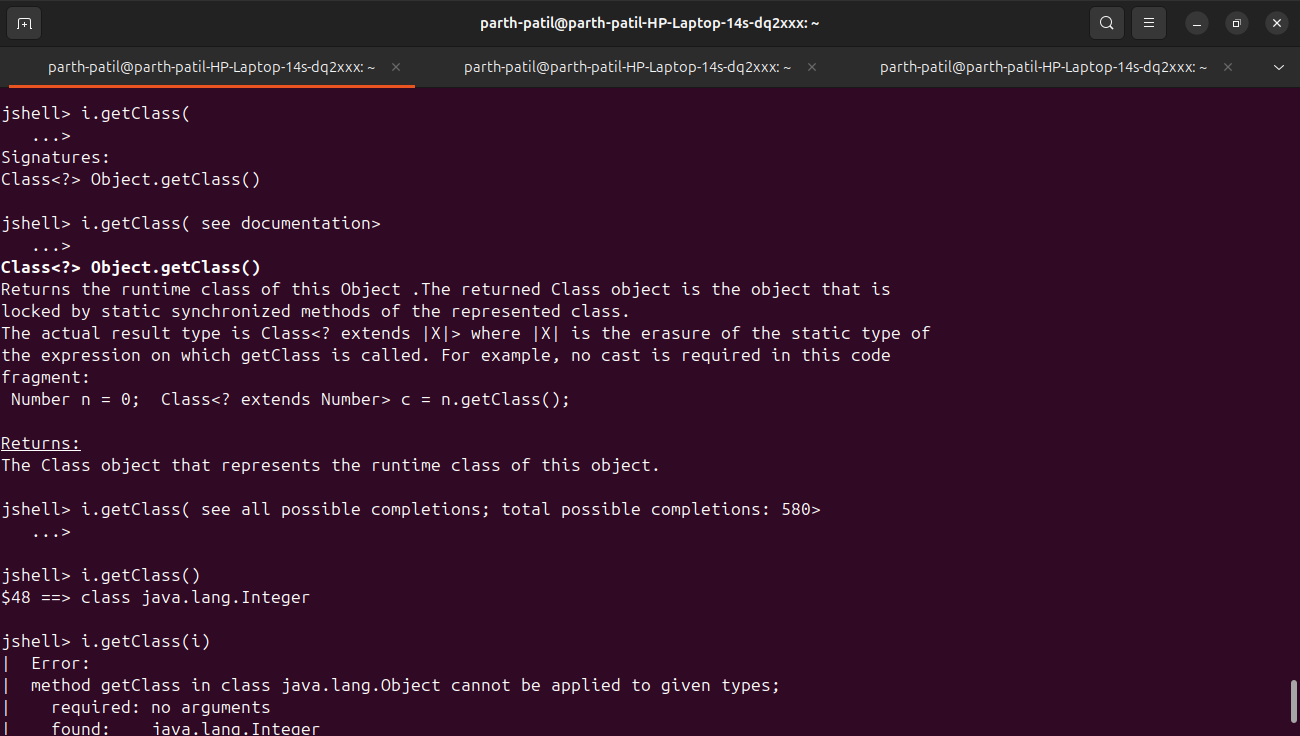 parth-patil@parth-patil-HP-Laptop-14s-dq2xxx: ~
parth-patil@parth-patil-HP-Laptop-14s-dq2xxx: ~
parth-patil@parth-patil-HP-Laptop-14s-dq2xxx: ~
parth-patil@parth-patil-HP-Laptop-14s-dq2xxx: ~
jshell> i.getClass(
   ...>
Signatures:
Class<?> Object.getClass()
jshell> i.getClass( see documentation>
   ...>
Class<?> Object.getClass()
Returns the runtime class of this Object .The returned Class object is the object that is
locked by static synchronized methods of the represented class.
The actual result type is Class<? extends |X|> where |X| is the erasure of the static type of
the expression on which getClass is called. For example, no cast is required in this code
fragment:
 Number n = 0;  Class<? extends Number> c = n.getClass();
Returns:
The Class object that represents the runtime class of this object.
jshell> i.getClass( see all possible completions; total possible completions: 580>
   ...>
jshell> i.getClass()
$48 ==> class java.lang.Integer
jshell> i.getClass(i)
|  Error:
|  method getClass in class java.lang.Object cannot be applied to given types;
|    required: no arguments
|    found:    java.lang.Integer